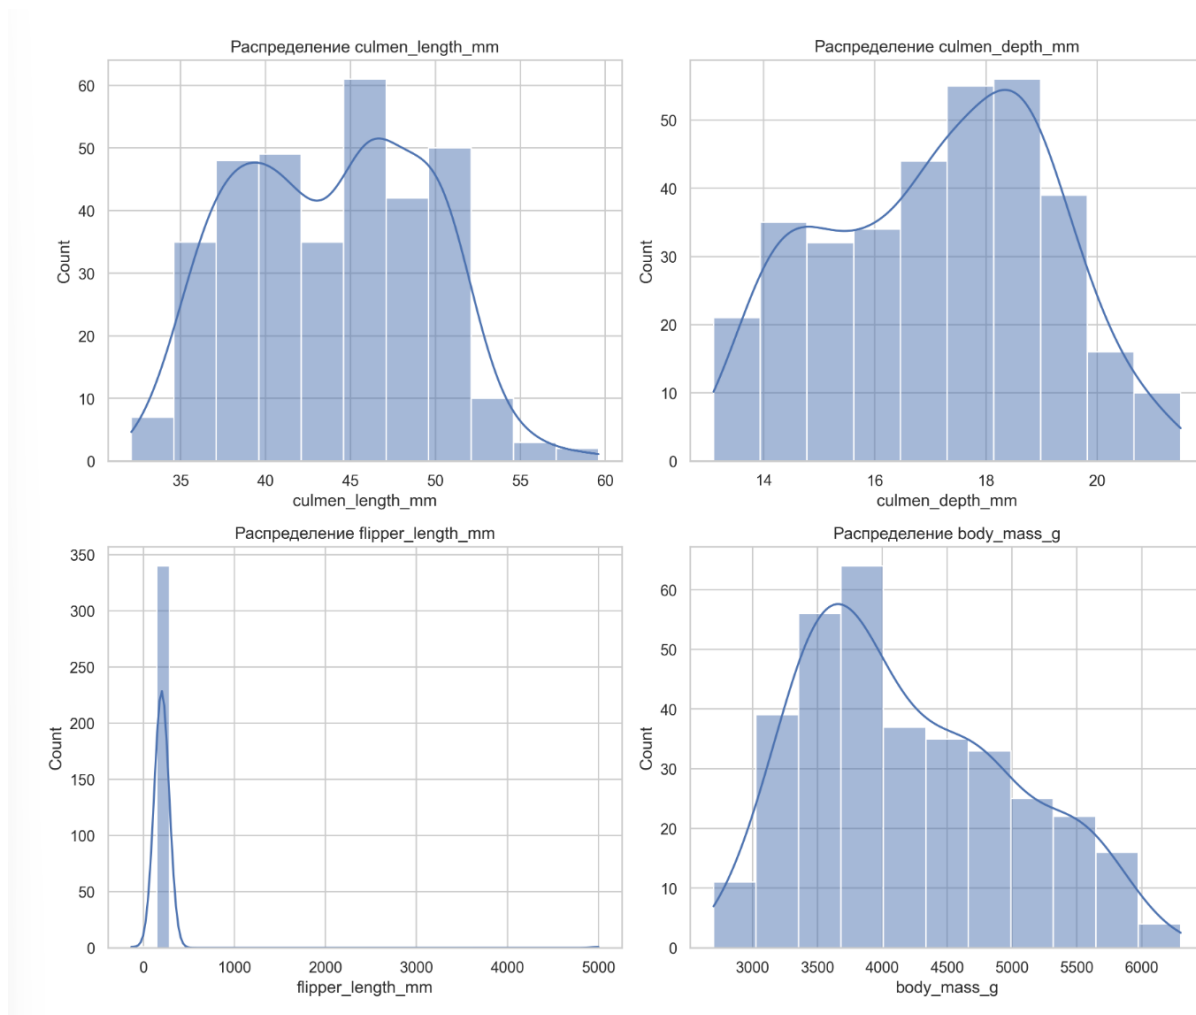 Распределение culmen_length_mm
Count
60
50
40
30
20
10
0
35 40 45 50 55 60
culmen_length_mm
Распределение culmen_depth_mm
Count
50
40
30
20
10
0
14 16 18 20
culmen_depth_mm
Распределение flipper_length_mm
Count
350
300
250
200
150
100
50
0
0 1000 2000 3000 4000 5000
flipper_length_mm
Распределение body_mass_g
Count
60
50
40
30
20
10
0
3000 3500 4000 4500 5000 5500 6000
body_mass_g